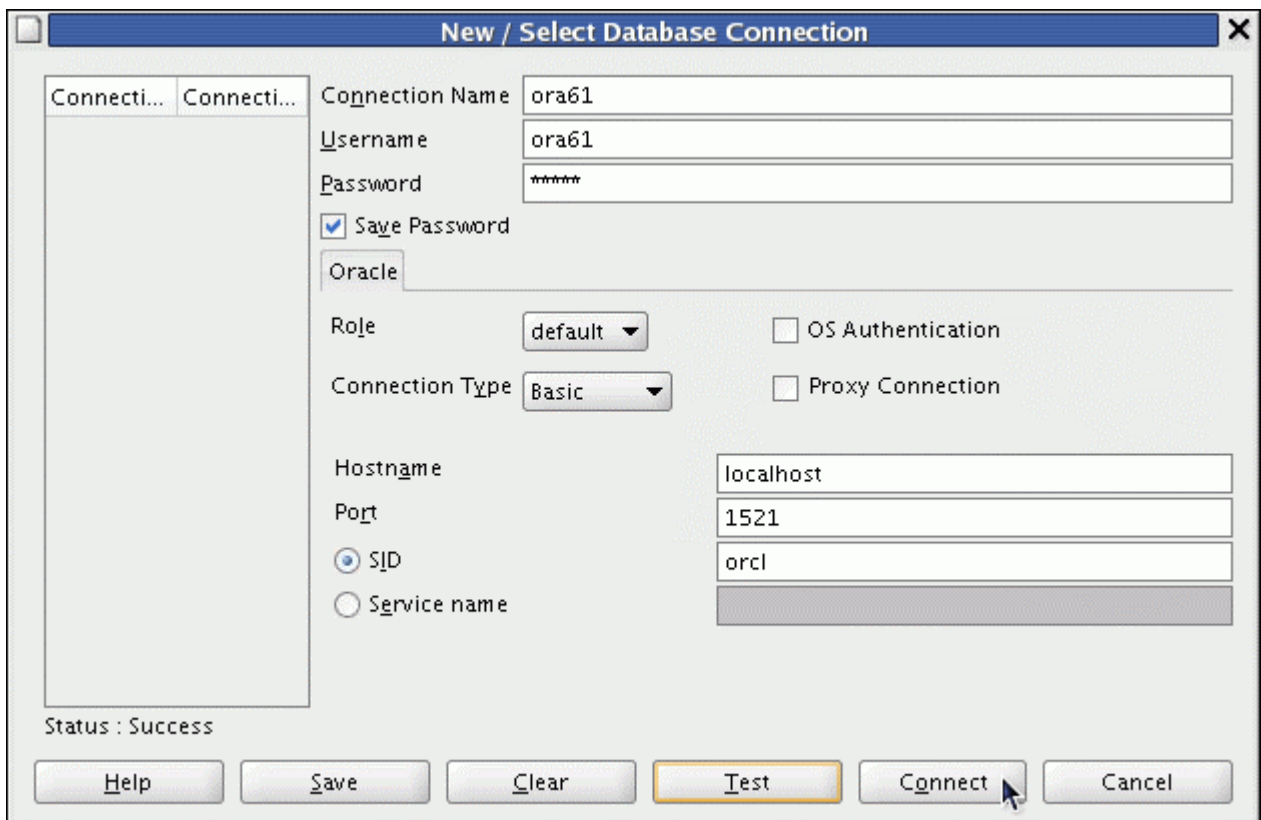 New / Select Database Connection
Connecti... Connecti...
Connection Name ora61
Username ora61
Password *****
Save Password
Oracle
Role default OS Authentication
Connection Type Basic Proxy Connection
Hostname localhost
Port 1521
SID orcl
Service name
Status : Success
Help Save Clear Test Connect Cancel